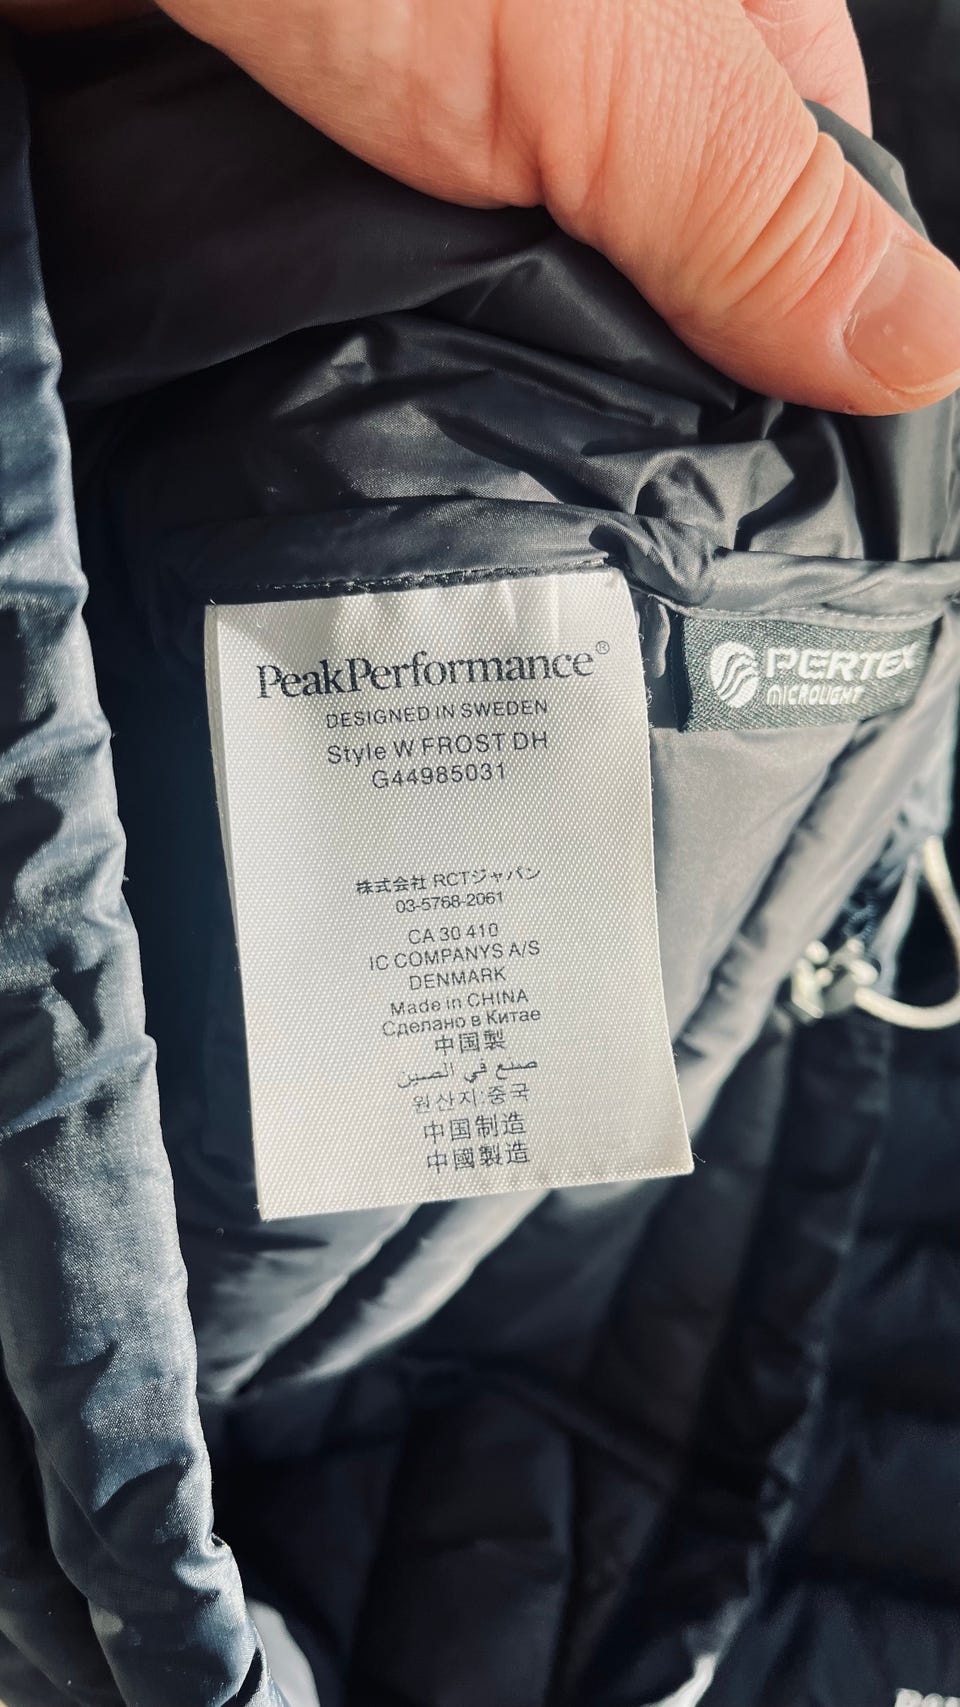 PeakPerformance®
DESIGNED IN SWEDEN
Style W FROST DH
G44985031
株式会社 RCTジャパン
03-5768-2061
CA 30 410
IC COMPANYS A/S
DENMARK
Made in CHINA
Сделано в Китае
中国製
صنع في الصين
원산지:중국
中国制造
中國製造
PERTEX
MICROLIGHT